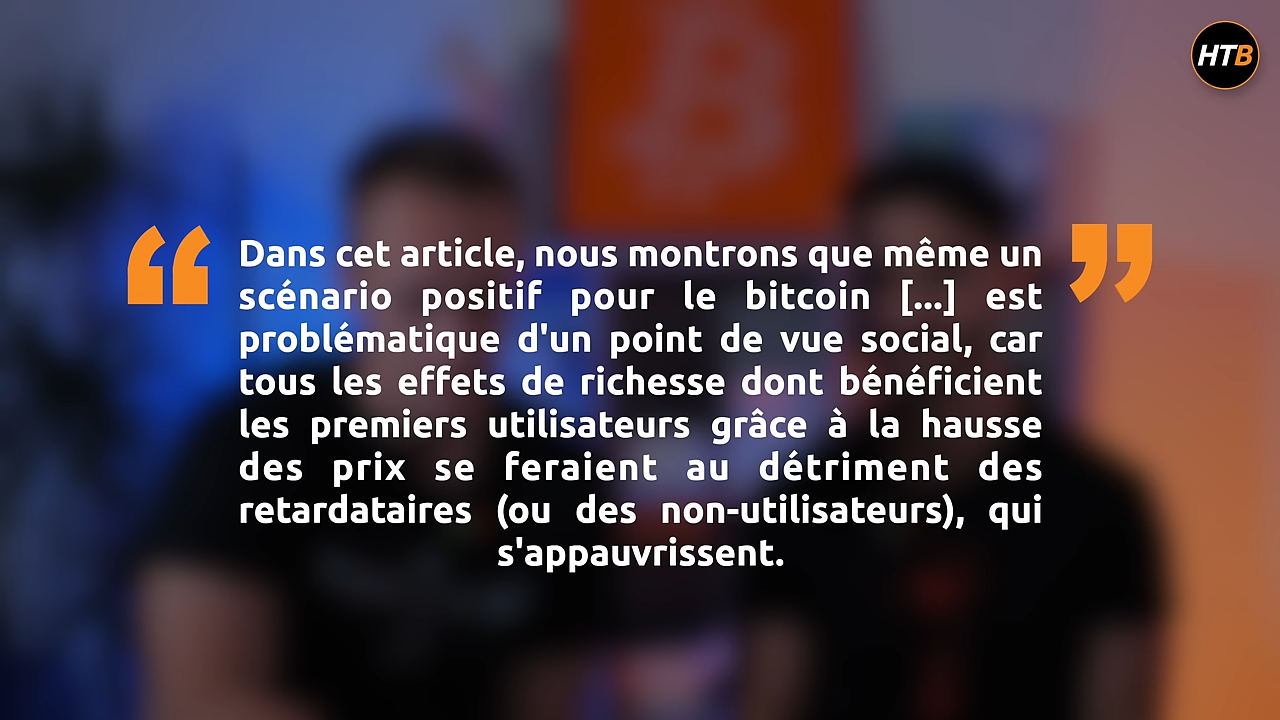 HTB
“Dans cet article, nous montrons que même un”
scénario positif pour le bitcoin [...] est
problématique d'un point de vue social, car
tous les effets de richesse dont bénéficient
les premiers utilisateurs grâce à la hausse
des prix se feraient au détriment des
retardataires (ou des non-utilisateurs), qui
s'appauvrissent.